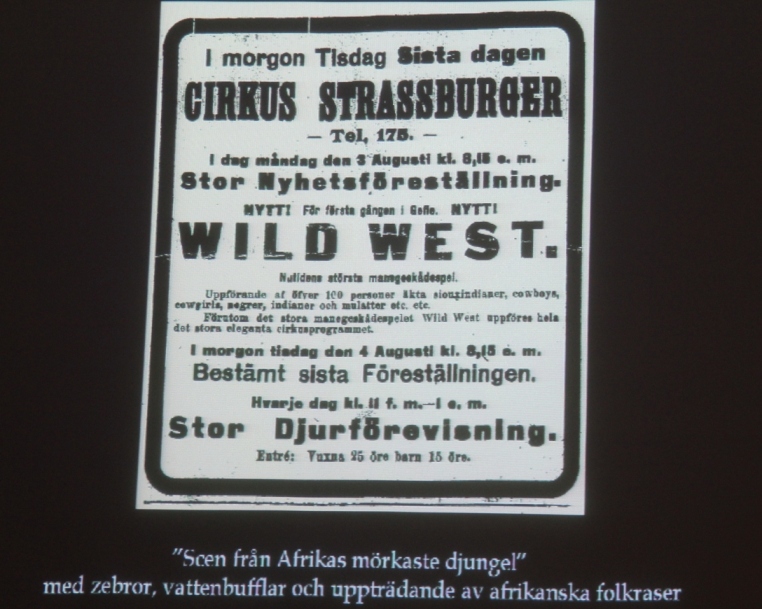 I morgon Tisdag Sista dagen
CIRKUS STRASSBURGER
— Tel, 175. —
I dag måndag den 3 Augusti kl. 8,15 e. m.
Stor Nyhetsföreställning.
NYTT! För första gången i Gefle. NYTT!
WILD WEST.
Nutidens största manegeskådespel.
Uppförande af öfver 100 personer äkta siouxindianer, cowboys,
cowgirls, negrer, indianer och mulatter etc. etc.
Förutom det stora manegeskådespelet Wild West uppföres hela
det stora eleganta cirkusprogrammet.
I morgon tisdag den 4 Augusti kl. 8,15 e. m.
Bestämt sista Föreställningen.
Hvarje dag kl. 11 f. m.—1 e. m.
Stor Djurförevisning.
Entré: Vuxna 25 öre barn 15 öre.
"Scen från Afrikas mörkaste djungel"
med zebror, vattenbufflar och uppträdande av afrikanska folkraser